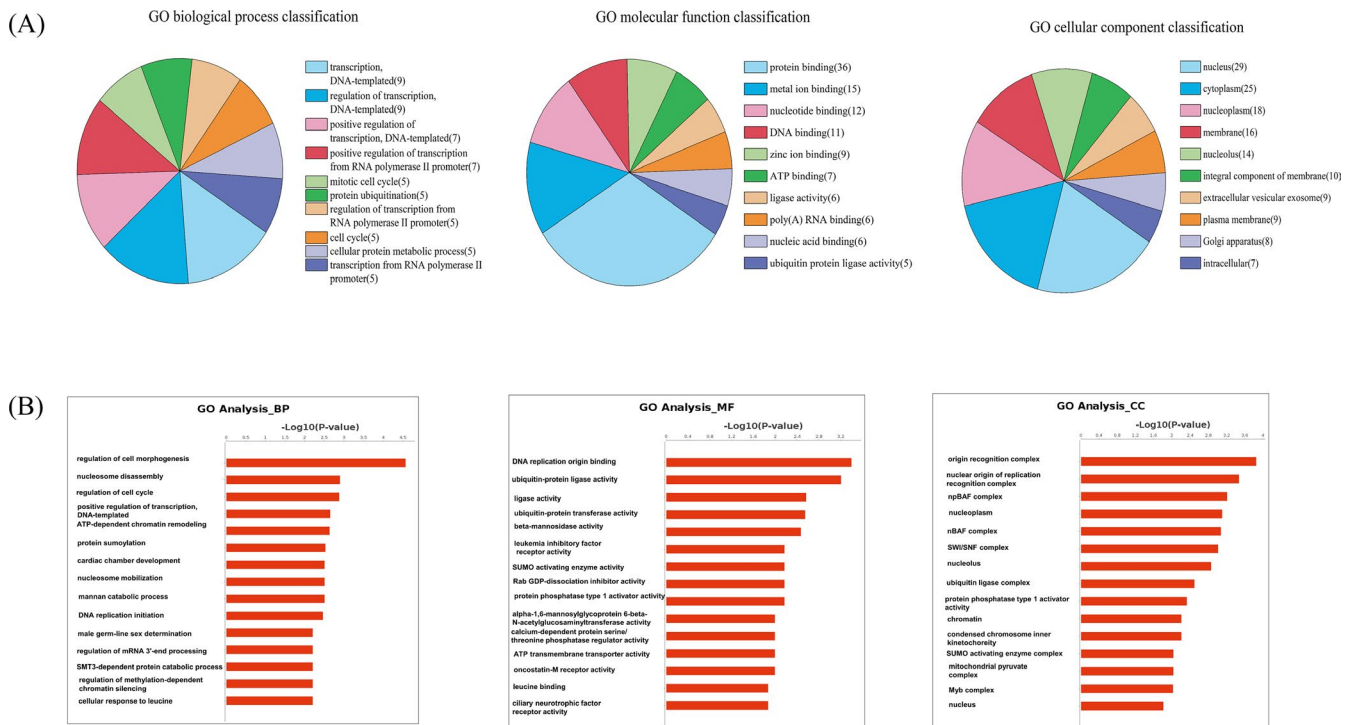 (A)
GO biological process classification
transcription,
DNA-templated(9)
regulation of transcription,
DNA-templated(9)
positive regulation of
transcription, DNA-templated(7)
positive regulation of transcription
from RNA polymerase II promoter(7)
mitotic cell cycle(5)
protein ubiquitination(5)
regulation of transcription from
RNA polymerase II promoter(5)
cell cycle(5)
cellular protein metabolic process(5)
transcription from RNA polymerase II
promoter(5)
GO molecular function classification
protein binding(36)
metal ion binding(15)
nucleotide binding(12)
DNA binding(11)
zinc ion binding(9)
ATP binding(7)
ligase activity(6)
poly(A) RNA binding(6)
nucleic acid binding(6)
ubiquitin protein ligase activity(5)
GO cellular component classification
nucleus(29)
cytoplasm(25)
nucleoplasm(18)
membrane(16)
nucleolus(14)
integral component of membrane(10)
extracellular vesicular exosome(9)
plasma membrane(9)
Golgi apparatus(8)
intracellular(7)
(B)
GO Analysis_BP
-Log10(P-value)
0 0.5 1 1.5 2 2.5 3 3.5 4 4.5
regulation of cell morphogenesis
nucleosome disassembly
regulation of cell cycle
positive regulation of transcription,
DNA-templated
ATP-dependent chromatin remodeling
protein sumoylation
cardiac chamber development
nucleosome mobilization
mannan catabolic process
DNA replication initiation
male germ-line sex determination
regulation of mRNA 3'-end processing
SMT3-dependent protein catabolic process
regulation of methylation-dependent
chromatin silencing
cellular response to leucine
GO Analysis_MF
-Log10(P-value)
0 0.4 0.8 1.2 1.6 2 2.4 2.8 3.2
DNA replication origin binding
ubiquitin-protein ligase activity
ligase activity
ubiquitin-protein transferase activity
beta-mannosidase activity
leukemia inhibitory factor
receptor activity
SUMO activating enzyme activity
Rab GDP-dissociation inhibitor activity
protein phosphatase type 1 activator activity
alpha-1,6-mannosylglycoprotein 6-beta-
N-acetylglucosaminyltransferase activity
calcium-dependent protein serine/
threonine phosphatase regulator activity
ATP transmembrane transporter activity
oncostatin-M receptor activity
leucine binding
ciliary neurotrophic factor
receptor activity
GO Analysis_CC
-Log10(P-value)
0 0.4 0.8 1.2 1.6 2 2.4 2.8 3.2 3.6 4
origin recognition complex
nuclear origin of replication
recognition complex
npBAF complex
nucleoplasm
nBAF complex
SWI/SNF complex
nucleolus
ubiquitin ligase complex
protein phosphatase type 1 activator
activity
chromatin
condensed chromosome inner
kinetochoreity
SUMO activating enzyme complex
mitochondrial pyruvate
complex
Myb complex
nucleus